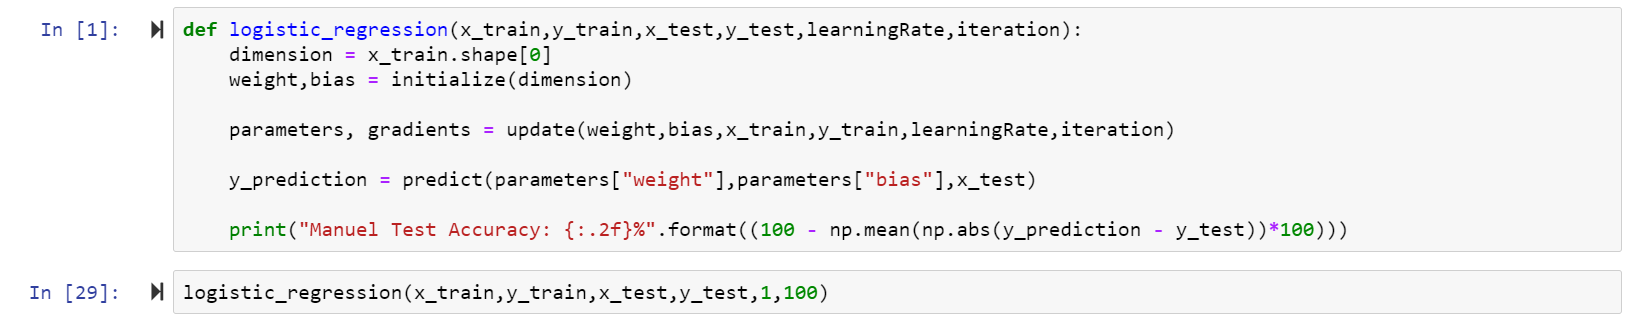 In [1]:
def logistic_regression(x_train,y_train,x_test,y_test,learningRate,iteration):
    dimension = x_train.shape[0]
    weight,bias = initialize(dimension)
    parameters, gradients = update(weight,bias,x_train,y_train,learningRate,iteration)
    y_prediction = predict(parameters["weight"],parameters["bias"],x_test)
    print("Manuel Test Accuracy: {:.2f}%".format((100 - np.mean(np.abs(y_prediction - y_test))*100)))
In [29]:
logistic_regression(x_train,y_train,x_test,y_test,1,100)